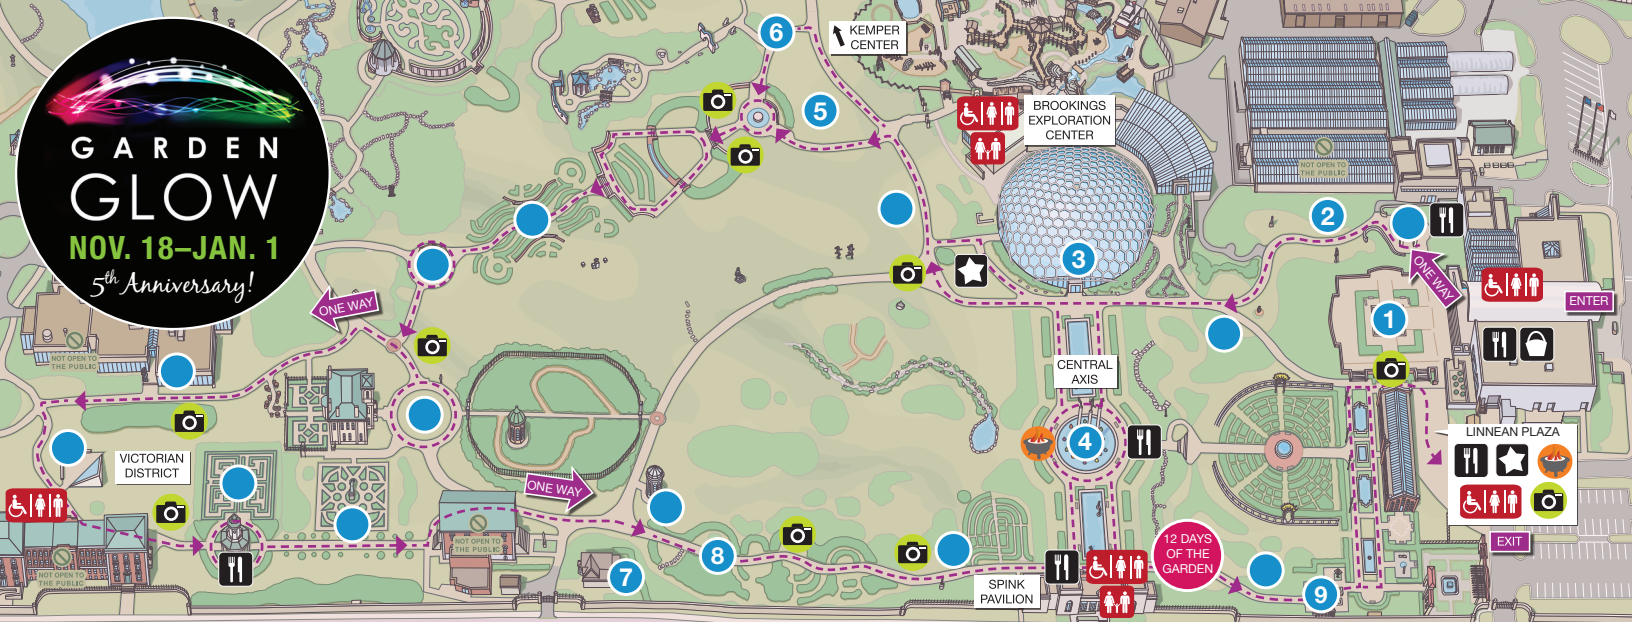 GARDEN
GLOW
NOV. 18–JAN. 1
5th Anniversary!
6
KEMPER
CENTER
5
BROOKINGS
EXPLORATION
CENTER
NOT OPEN TO
THE PUBLIC
2
3
ONE WAY
ENTER
1
ONE WAY
NOT OPEN TO
THE PUBLIC
CENTRAL
AXIS
4
LINNEAN PLAZA
VICTORIAN
DISTRICT
ONE WAY
NOT OPEN TO
THE PUBLIC
NOT OPEN TO
THE PUBLIC
8
7
SPINK
PAVILION
12 DAYS
OF THE
GARDEN
9
EXIT